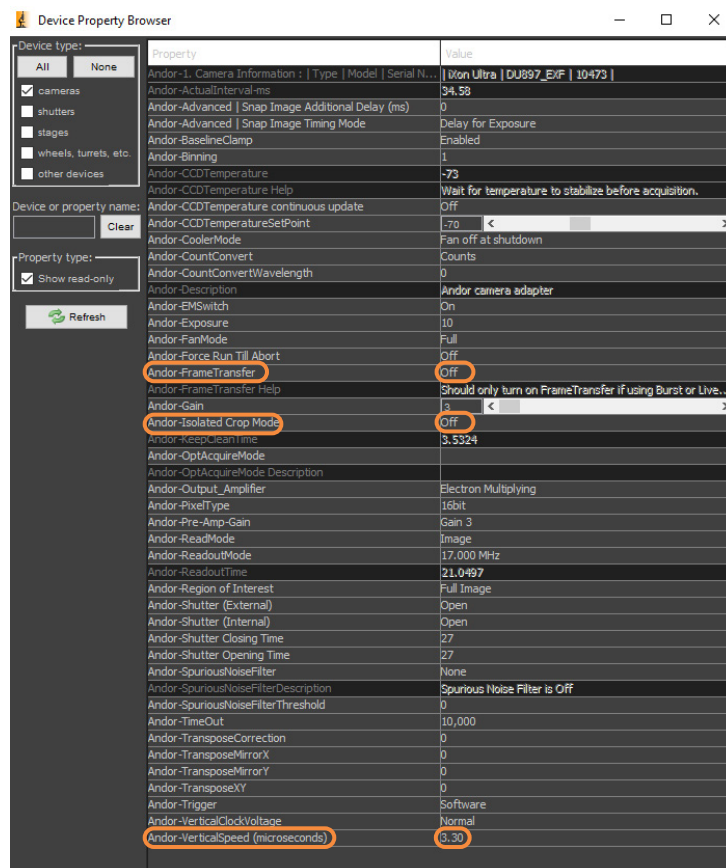 Device Property Browser
Device type:
All None
cameras
shutters
stages
wheels, turrets, etc.
other devices
Device or property name:
Clear
Property type:
Show read-only
Refresh
Property Value
Andor-1. Camera Information : | Type | Model | Serial N... | iXon Ultra | DU897_EXF | 10473 |
Andor-ActualInterval-ms 34.58
Andor-Advanced | Snap Image Additional Delay (ms) 0
Andor-Advanced | Snap Image Timing Mode Delay for Exposure
Andor-BaselineClamp Enabled
Andor-Binning 1
Andor-CCDTemperature -73
Andor-CCDTemperature Help Wait for temperature to stabilize before acquisition.
Andor-CCDTemperature continuous update Off
Andor-CCDTemperatureSetPoint -70
Andor-CoolerMode Fan off at shutdown
Andor-CountConvert Counts
Andor-CountConvertWavelength 0
Andor-Description Andor camera adapter
Andor-EMSwitch On
Andor-Exposure 10
Andor-FanMode Full
Andor-Force Run Till Abort Off
Andor-FrameTransfer Off
Andor-FrameTransfer Help Should only turn on FrameTransfer if using Burst or Live...
Andor-Gain 3
Andor-Isolated Crop Mode Off
Andor-KeepCleanTime 3.5324
Andor-OptAcquireMode
Andor-OptAcquireMode Description
Andor-Output_Amplifier Electron Multiplying
Andor-PixelType 16bit
Andor-Pre-Amp-Gain Gain 3
Andor-ReadMode Image
Andor-ReadoutMode 17.000 MHz
Andor-ReadoutTime 21.0497
Andor-Region of Interest Full Image
Andor-Shutter (External) Open
Andor-Shutter (Internal) Open
Andor-Shutter Closing Time 27
Andor-Shutter Opening Time 27
Andor-SpuriousNoiseFilter None
Andor-SpuriousNoiseFilterDescription Spurious Noise Filter is Off
Andor-SpuriousNoiseFilterThreshold 0
Andor-TimeOut 10,000
Andor-TransposeCorrection 0
Andor-TransposeMirrorX 0
Andor-TransposeMirrorY 0
Andor-TransposeXY 0
Andor-Trigger Software
Andor-VerticalClockVoltage Normal
Andor-VerticalSpeed (microseconds) 3.30